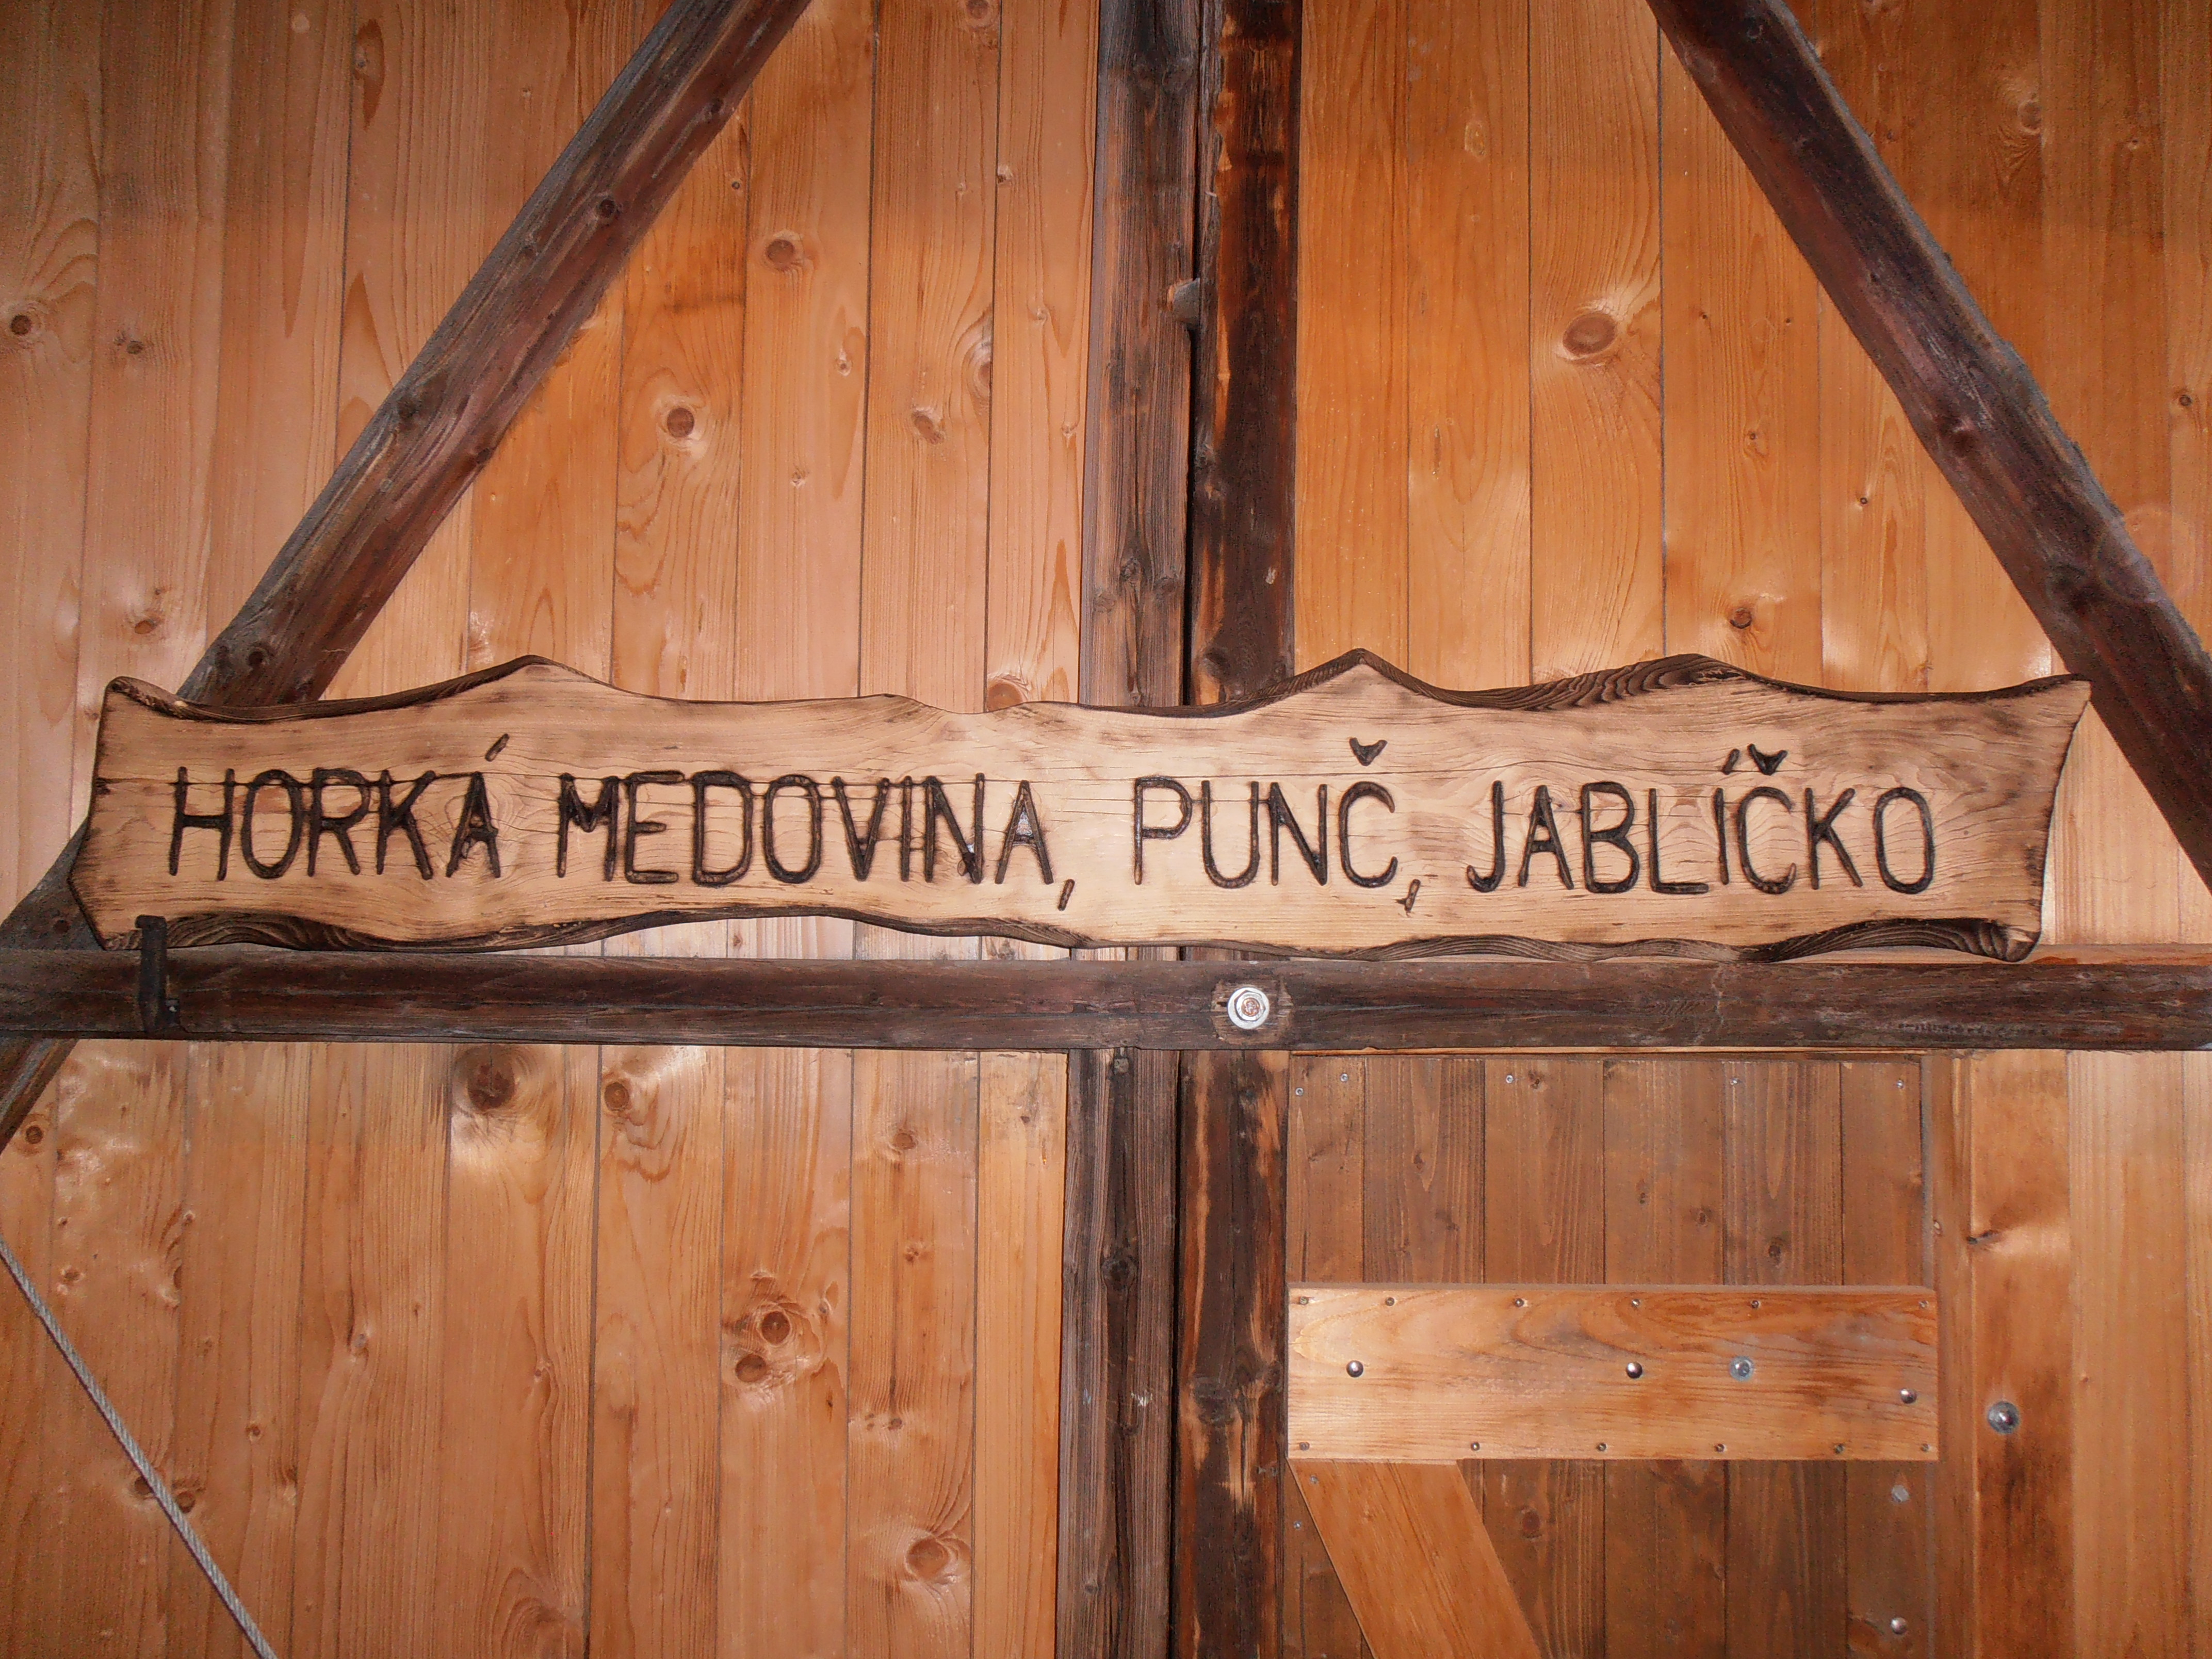 HORKÁ MEDOVINA, PUNČ, JABLÍČKO